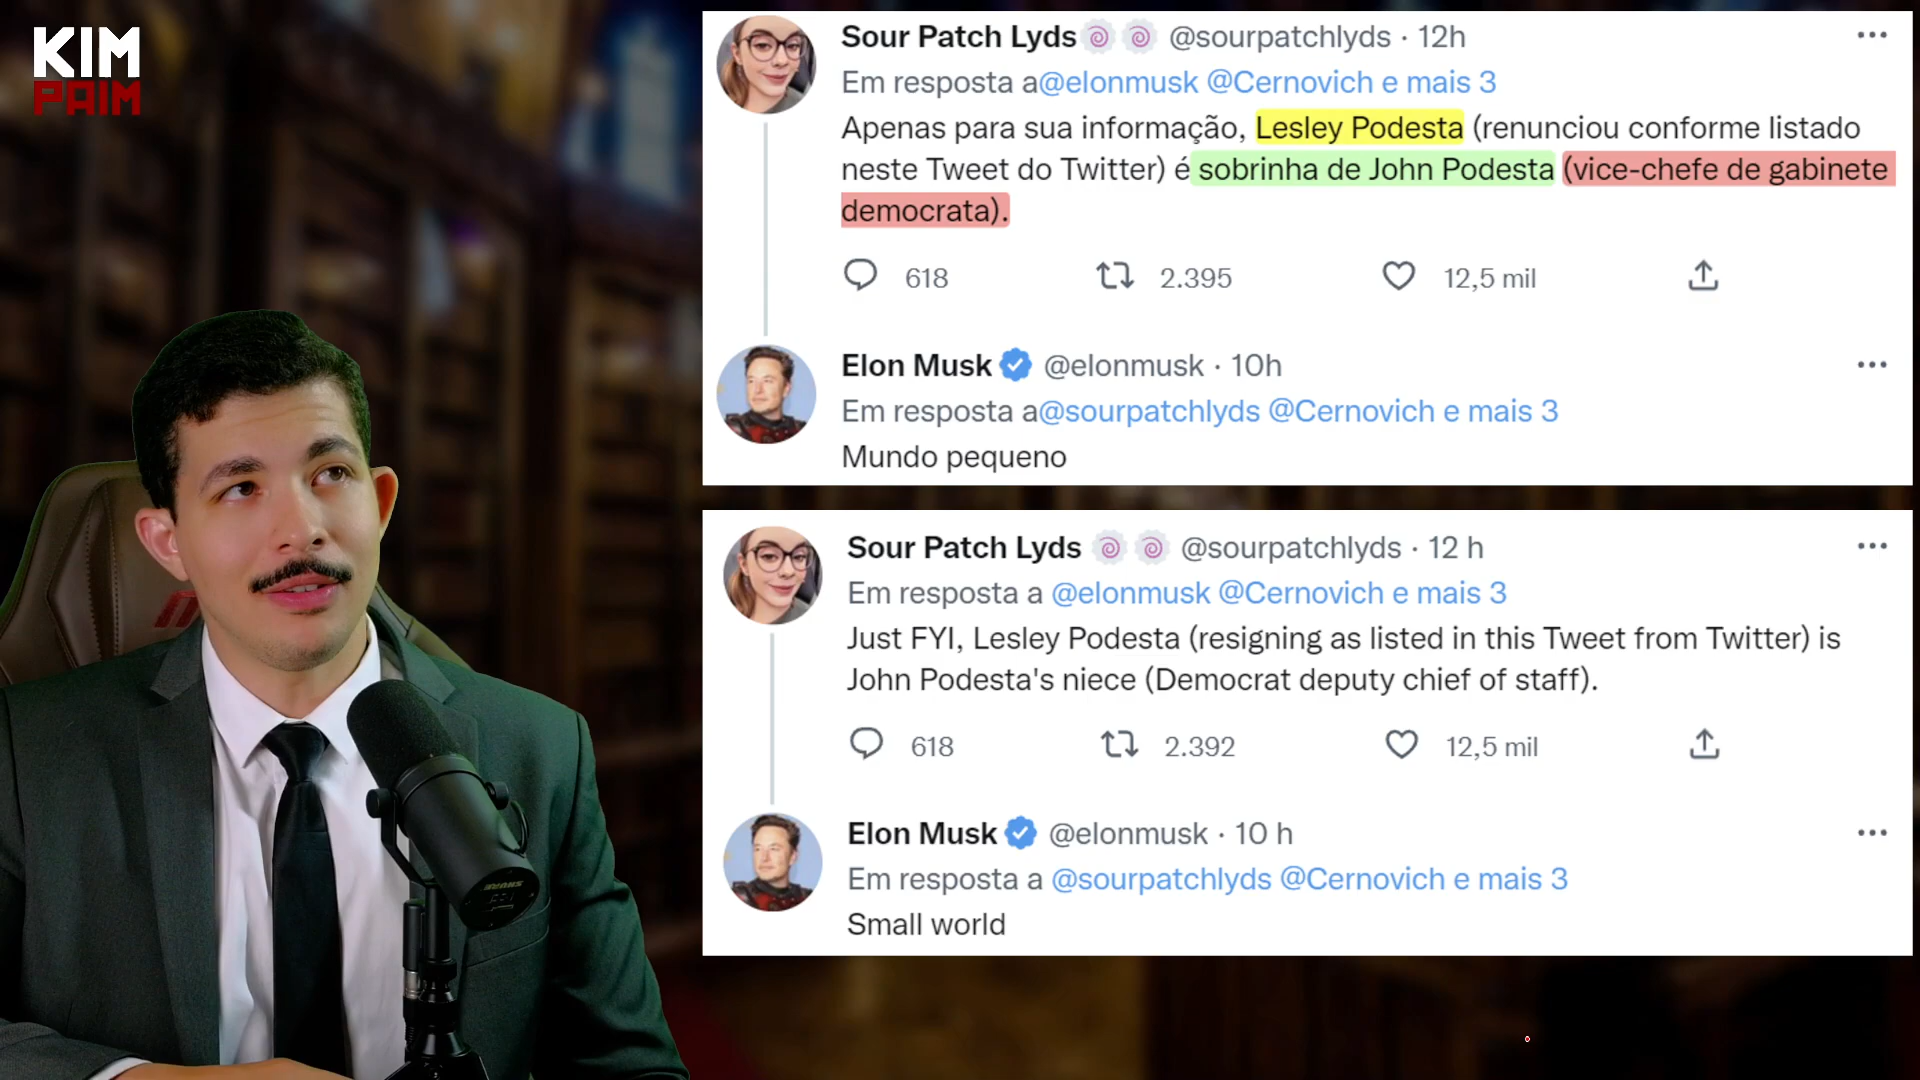 KIM
PAIM
Sour Patch Lyds @sourpatchlyds · 12h
Em resposta a@elonmusk @Cernovich e mais 3
Apenas para sua informação, Lesley Podesta (renunciou conforme listado
neste Tweet do Twitter) é sobrinha de John Podesta (vice-chefe de gabinete
democrata).
618 2.395 12,5 mil
Elon Musk @elonmusk · 10h
Em resposta a@sourpatchlyds @Cernovich e mais 3
Mundo pequeno
Sour Patch Lyds @sourpatchlyds · 12 h
Em resposta a @elonmusk @Cernovich e mais 3
Just FYI, Lesley Podesta (resigning as listed in this Tweet from Twitter) is
John Podesta's niece (Democrat deputy chief of staff).
618 2.392 12,5 mil
Elon Musk @elonmusk · 10 h
Em resposta a @sourpatchlyds @Cernovich e mais 3
Small world
SHURE